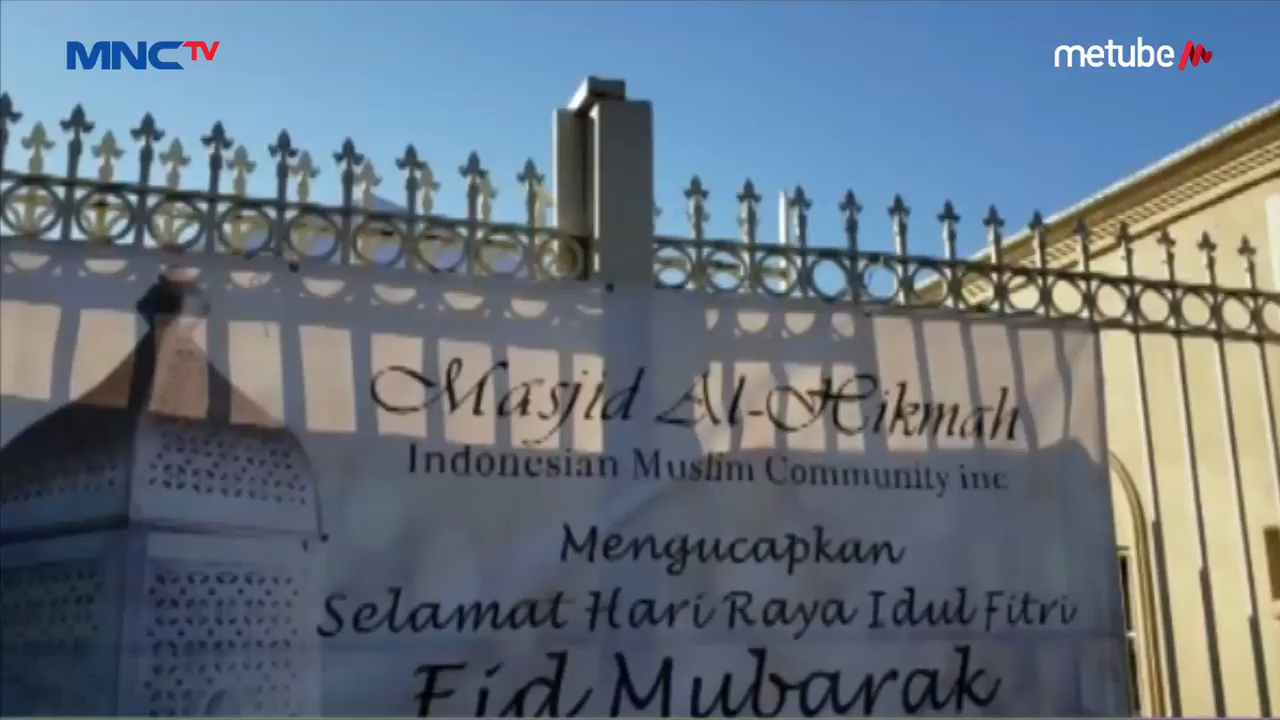 MNCTV
metube
Masjid Al-Hikmah
Indonesian Muslim Community inc
Mengucapkan
Selamat Hari Raya Idul Fitri
Eid Mubarak